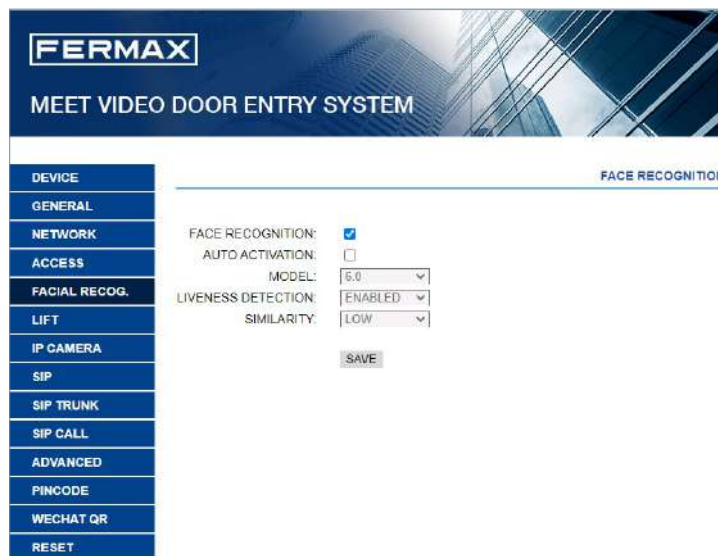 FERMAX
MEET VIDEO DOOR ENTRY SYSTEM
DEVICE
GENERAL
NETWORK
ACCESS
FACIAL RECOG.
LIFT
IP CAMERA
SIP
SIP TRUNK
SIP CALL
ADVANCED
PINCODE
WECHAT QR
RESET
FACE RECOGNITION
FACE RECOGNITION:
AUTO ACTIVATION:
MODEL: 6.0
LIVENESS DETECTION: ENABLED
SIMILARITY: LOW
SAVE